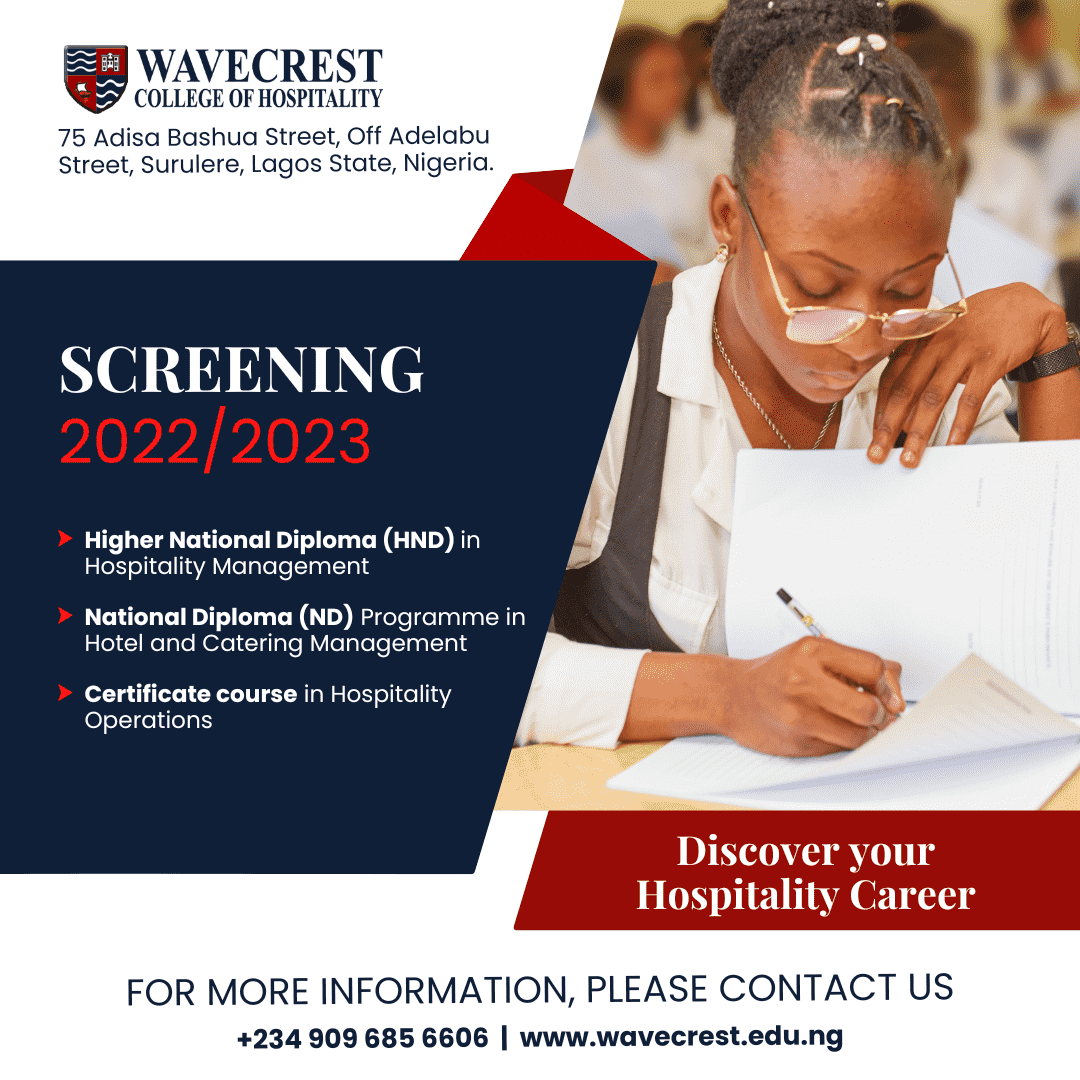 WAVECREST
COLLEGE OF HOSPITALITY
75 Adisa Bashua Street, Off Adelabu
Street, Surulere, Lagos State, Nigeria.
SCREENING
2022/2023
Higher National Diploma (HND) in
Hospitality Management
National Diploma (ND) Programme in
Hotel and Catering Management
Certificate course in Hospitality
Operations
Discover your
Hospitality Career
FOR MORE INFORMATION, PLEASE CONTACT US
+234 909 685 6606 | www.wavecrest.edu.ng